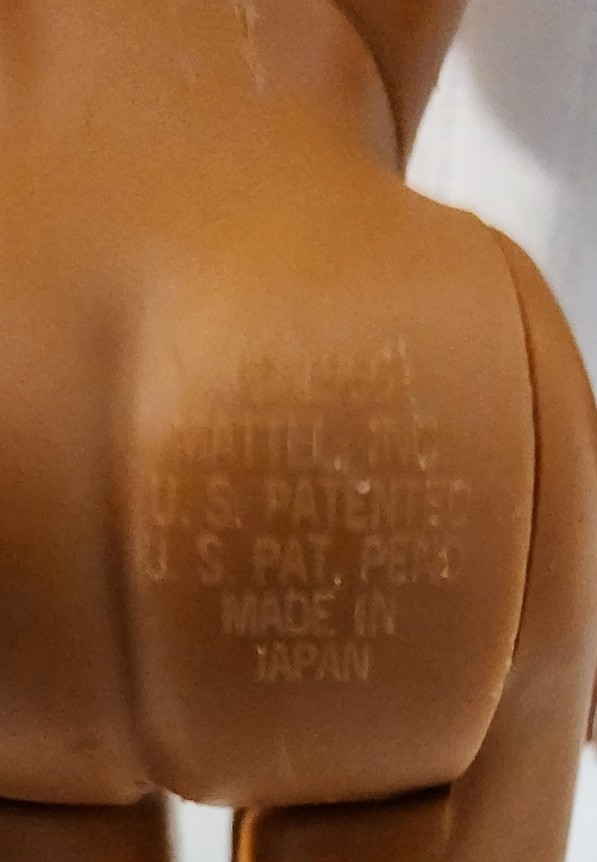 MATTEL, INC
U. S. PATENTED
U. S. PAT. PEND
MADE IN
JAPAN